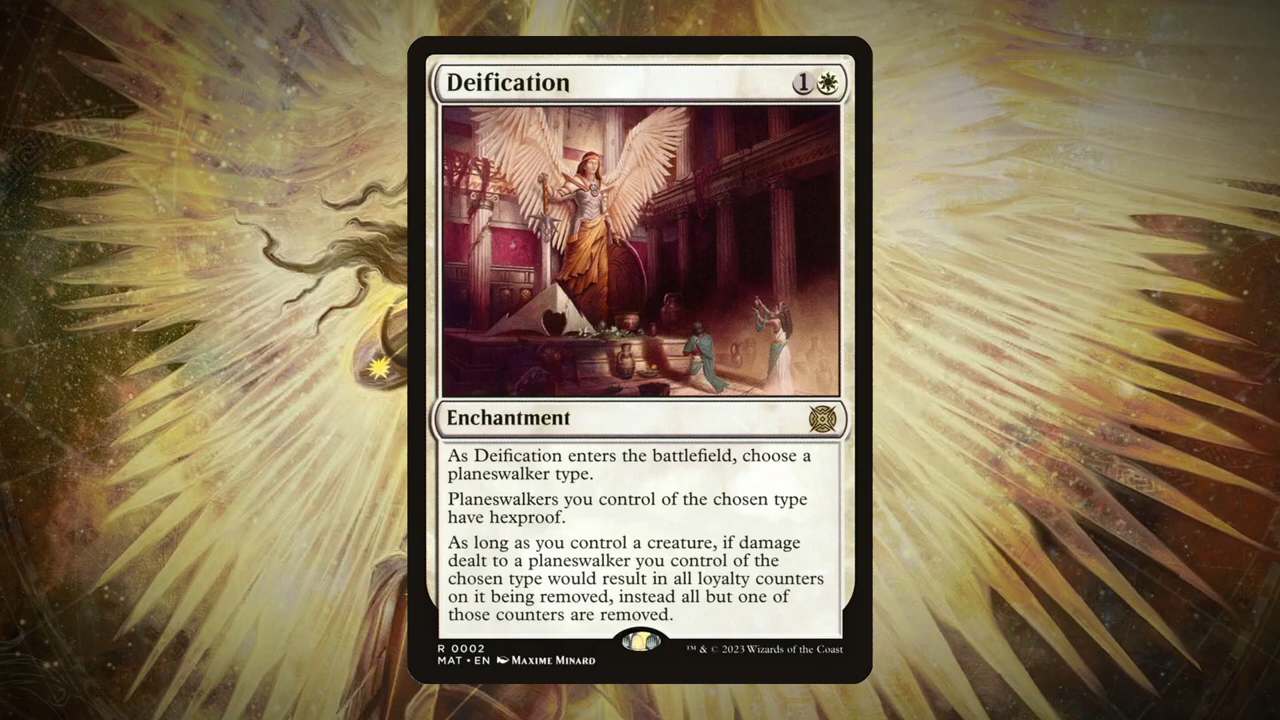 Deification 1
Enchantment
As Deification enters the battlefield, choose a
planeswalker type.
Planeswalkers you control of the chosen type
have hexproof.
As long as you control a creature, if damage
dealt to a planeswalker you control of the
chosen type would result in all loyalty counters
on it being removed, instead all but one of
those counters are removed.
R 0002
MAT • EN MAXIME MINARD
™ & © 2023 Wizards of the Coast